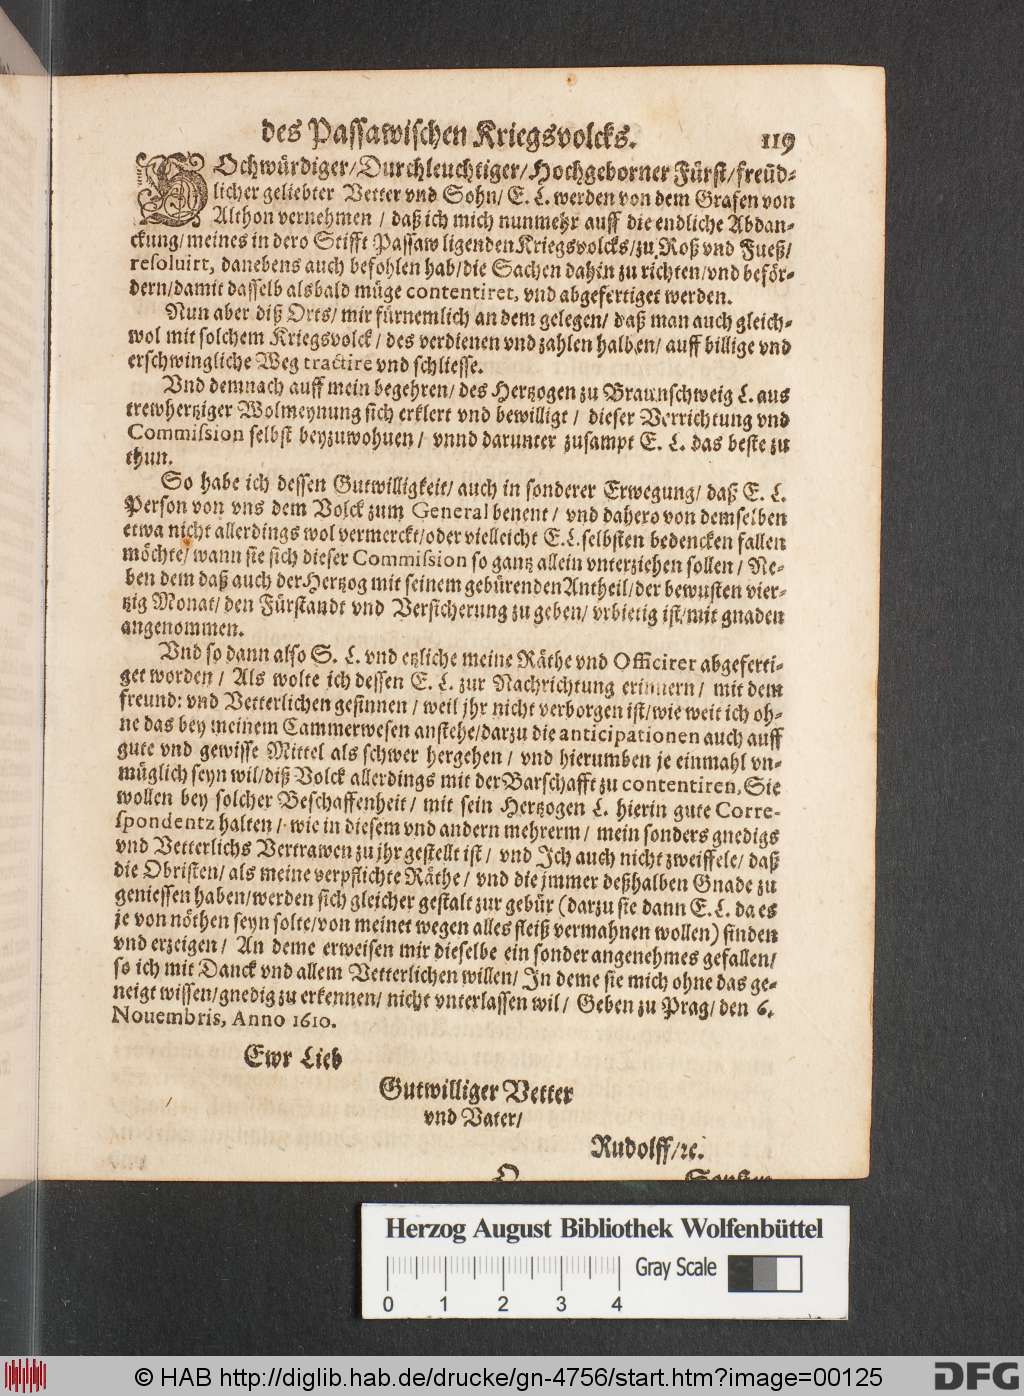 des Passawischen Kriegsvolcks. 119
HOchwürdiger/Durchleuchtiger/Hochgeborner Fürst/freūd-
licher geliebter Vetter vnd Sohn/ E. L. werden von dem Grafen von
Althon vernehmen / daß ich mich nunmehr auff die endliche Abdan-
ckung/meines in dero Stifft Passaw ligenden Kriegsvolcks/zu Roß vnd Fueß/
resoluirt, danebens auch befohlen hab/die Sachen dahin zu richten/vnd beför-
dern/damit dasselb alsbald müge contentiret, vnd abgefertiget werden.
Nun aber diß Orts/ mir fürnemlich an dem gelegen/ daß man auch gleich-
wol mit solchem Kriegsvolck / des verdienen vnd zahlen halben/ auff billige vnd
erschwingliche Weg tractire vnd schliesse.
Vnd demnach auff mein begehren/ des Hertzogen zu Braunschweig L. aus
trewhertziger Wolmeynung sich erklert vnd bewilligt / dieser Verrichtung vnd
Commission selbst beyzuwohuen / vnnd darunter zusampt E. L. das beste zu
thun.
So habe ich dessen Gutwilligkeit/ auch in sonderer Erwegung/ daß E. L.
Person von vns dem Volck zum General benent / vnd dahero von demselben
etwa nicht allerdings wol vermerckt/oder vielleicht E.L. selbsten bedencken fallen
möchte/ wann sie sich dieser Commission so gantz allein vnterziehen sollen / Ne-
ben dem daß auch der Hertzog mit seinem gebürenden Antheil/der bewusten vier-
tzig Monat/ den Fürstandt vnd Versicherung zu geben/ vrbietig ist/mit gnaden
angenommen.
Vnd so dann also S. L. vnd etzliche meine Räthe vnd Officirer abgeferti-
get worden / Als wolte ich dessen E. L. zur Nachrichtung erinnern / mit dem
freund: vnd Vetterlichen gesinnen / weil jhr nicht verborgen ist/wie weit ich oh-
ne das bey meinem Cammerwesen anstehe/darzu die anticipationen auch auff
gute vnd gewisse Mittel als schwer hergehen / vnd hierumben je einmahl vn-
müglich seyn wil/diß Volck allerdings mit der Barschafft zu contentiren, Sie
wollen bey solcher Beschaffenheit / mit sein Hertzogen L. hierin gute Corre-
spondentz halten / wie in diesem vnd andern mehrerm / mein sonders gnedigs
vnd Vetterlichs Vertrawen zu jhr gestellt ist / vnd Ich auch nicht zweiffele/ daß
die Obristen/ als meine verpflichte Räthe / vnd die jmmer deßhalben Gnade zu
geniessen haben/werden sich gleicher gestalt zur gebür (darzu sie dann E. L. da es
je von nöthen seyn solte/von meinet wegen alles fleiß vermahnen wollen) finden
vnd erzeigen / An deme erweisen mir dieselbe ein sonder angenehmes gefallen/
so ich mit Danck vnd allem Vetterlichen willen/ In deme sie mich ohne das ge-
neigt wissen/gnedig zu erkennen/ nicht vnterlassen wil / Geben zu Prag/ den 6.
Nouembris, Anno 1610.
Ewr Lieb
Gutwilliger Vetter
vnd Vater/
Rudolff/ꝛc.
Herzog August Bibliothek Wolfenbüttel
Gray Scale
0 1 2 3 4
© HAB http://diglib.hab.de/drucke/gn-4756/start.htm?image=00125
DFG